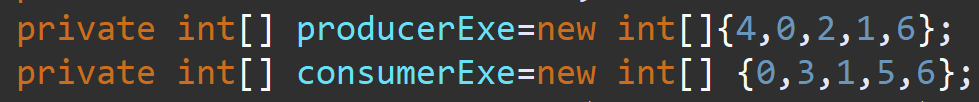 private int[] producerExe=new int[]{4,0,2,1,6};
private int[] consumerExe=new int[] {0,3,1,5,6};